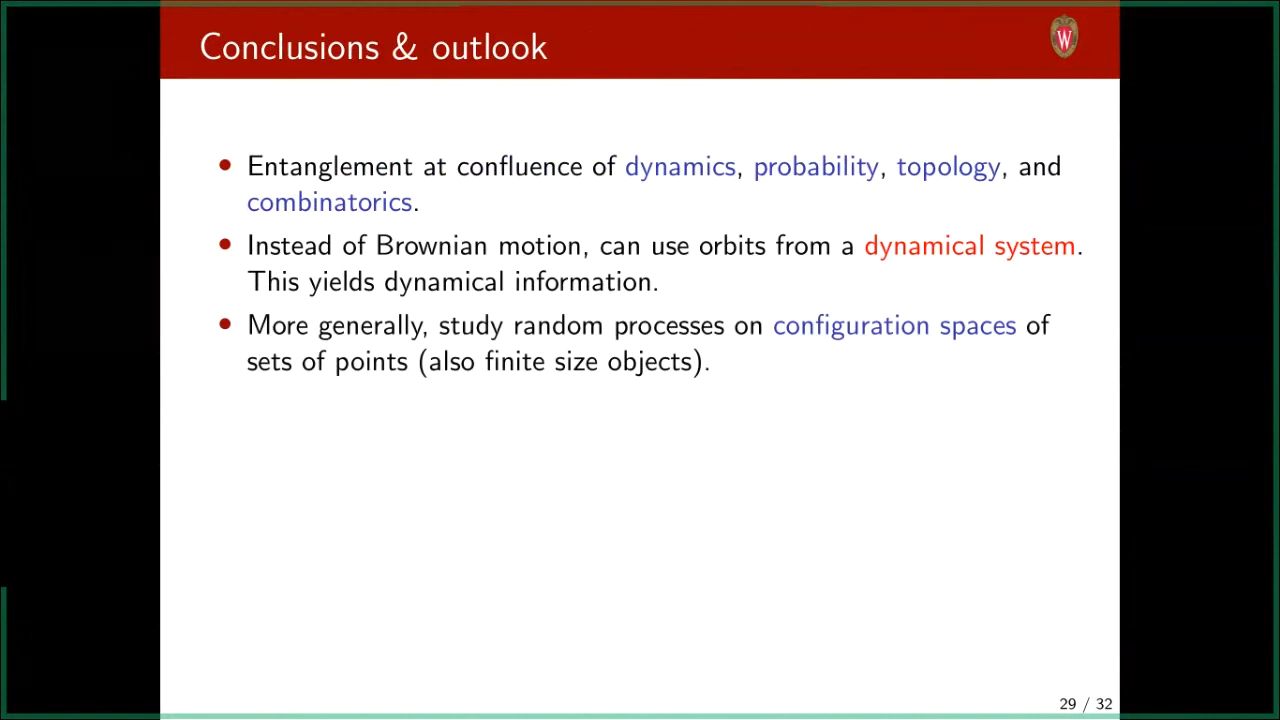 Conclusions & outlook
W
• Entanglement at confluence of dynamics, probability, topology, and
combinatorics.
• Instead of Brownian motion, can use orbits from a dynamical system.
This yields dynamical information.
• More generally, study random processes on configuration spaces of
sets of points (also finite size objects).
29 / 32